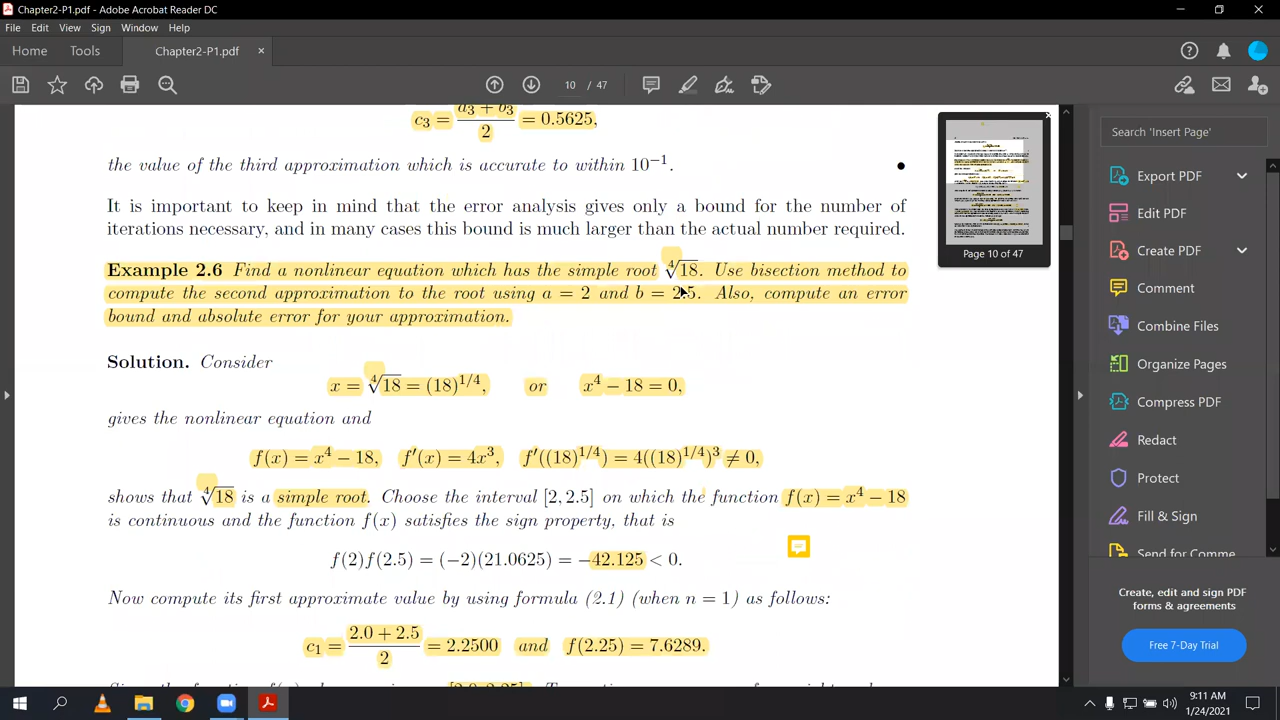 Chapter2-P1.pdf - Adobe Acrobat Reader DC
File Edit View Sign Window Help
Home Tools Chapter2-P1.pdf ×
10 / 47
c₃ = (a₃ + b₃)/2 = 0.5625,
the value of the third approximation which is accurate to within 10⁻¹. •
It is important to keep in mind that the error analysis gives only a bound for the number of
iterations necessary, and in many cases this bound is much larger than the actual number required.
Example 2.6 Find a nonlinear equation which has the simple root ∜18. Use bisection method to
compute the second approximation to the root using a = 2 and b = 2.5. Also, compute an error
bound and absolute error for your approximation.
Solution. Consider
x = ∜18 = (18)^{1/4}, or x⁴ − 18 = 0,
gives the nonlinear equation and
f(x) = x⁴ − 18, f′(x) = 4x³, f′((18)^{1/4}) = 4((18)^{1/4})³ ≠ 0,
shows that ∜18 is a simple root. Choose the interval [2, 2.5] on which the function f(x) = x⁴ − 18
is continuous and the function f(x) satisfies the sign property, that is
f(2)f(2.5) = (−2)(21.0625) = −42.125 < 0.
Now compute its first approximate value by using formula (2.1) (when n = 1) as follows:
c₁ = (2.0 + 2.5)/2 = 2.2500 and f(2.25) = 7.6289.
Page 10 of 47
Search 'Insert Page'
Export PDF
Edit PDF
Create PDF
Comment
Combine Files
Organize Pages
Compress PDF
Redact
Protect
Fill & Sign
Send for Comme
Create, edit and sign PDF
forms & agreements
Free 7-Day Trial
9:11 AM
1/24/2021